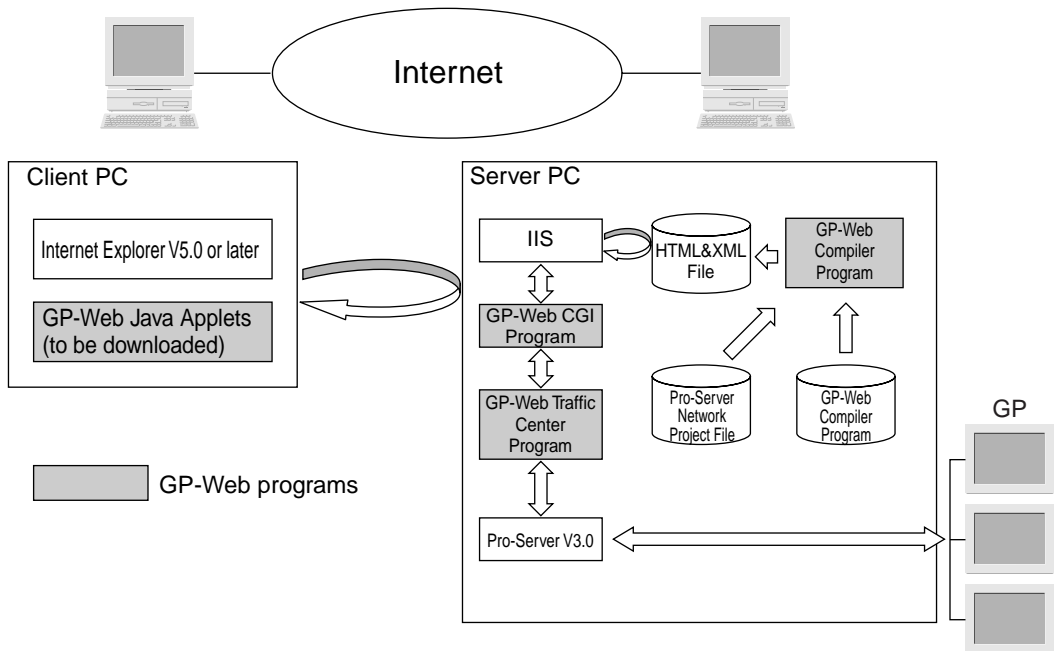 Internet
Client PC
Internet Explorer V5.0 or later
GP-Web Java Applets
(to be downloaded)
GP-Web programs
Server PC
IIS
HTML&XML
File
GP-Web
Compiler
Program
GP-Web CGI
Program
GP-Web Traffic
Center
Program
Pro-Server
Network
Project File
GP-Web
Compiler
Program
Pro-Server V3.0
GP